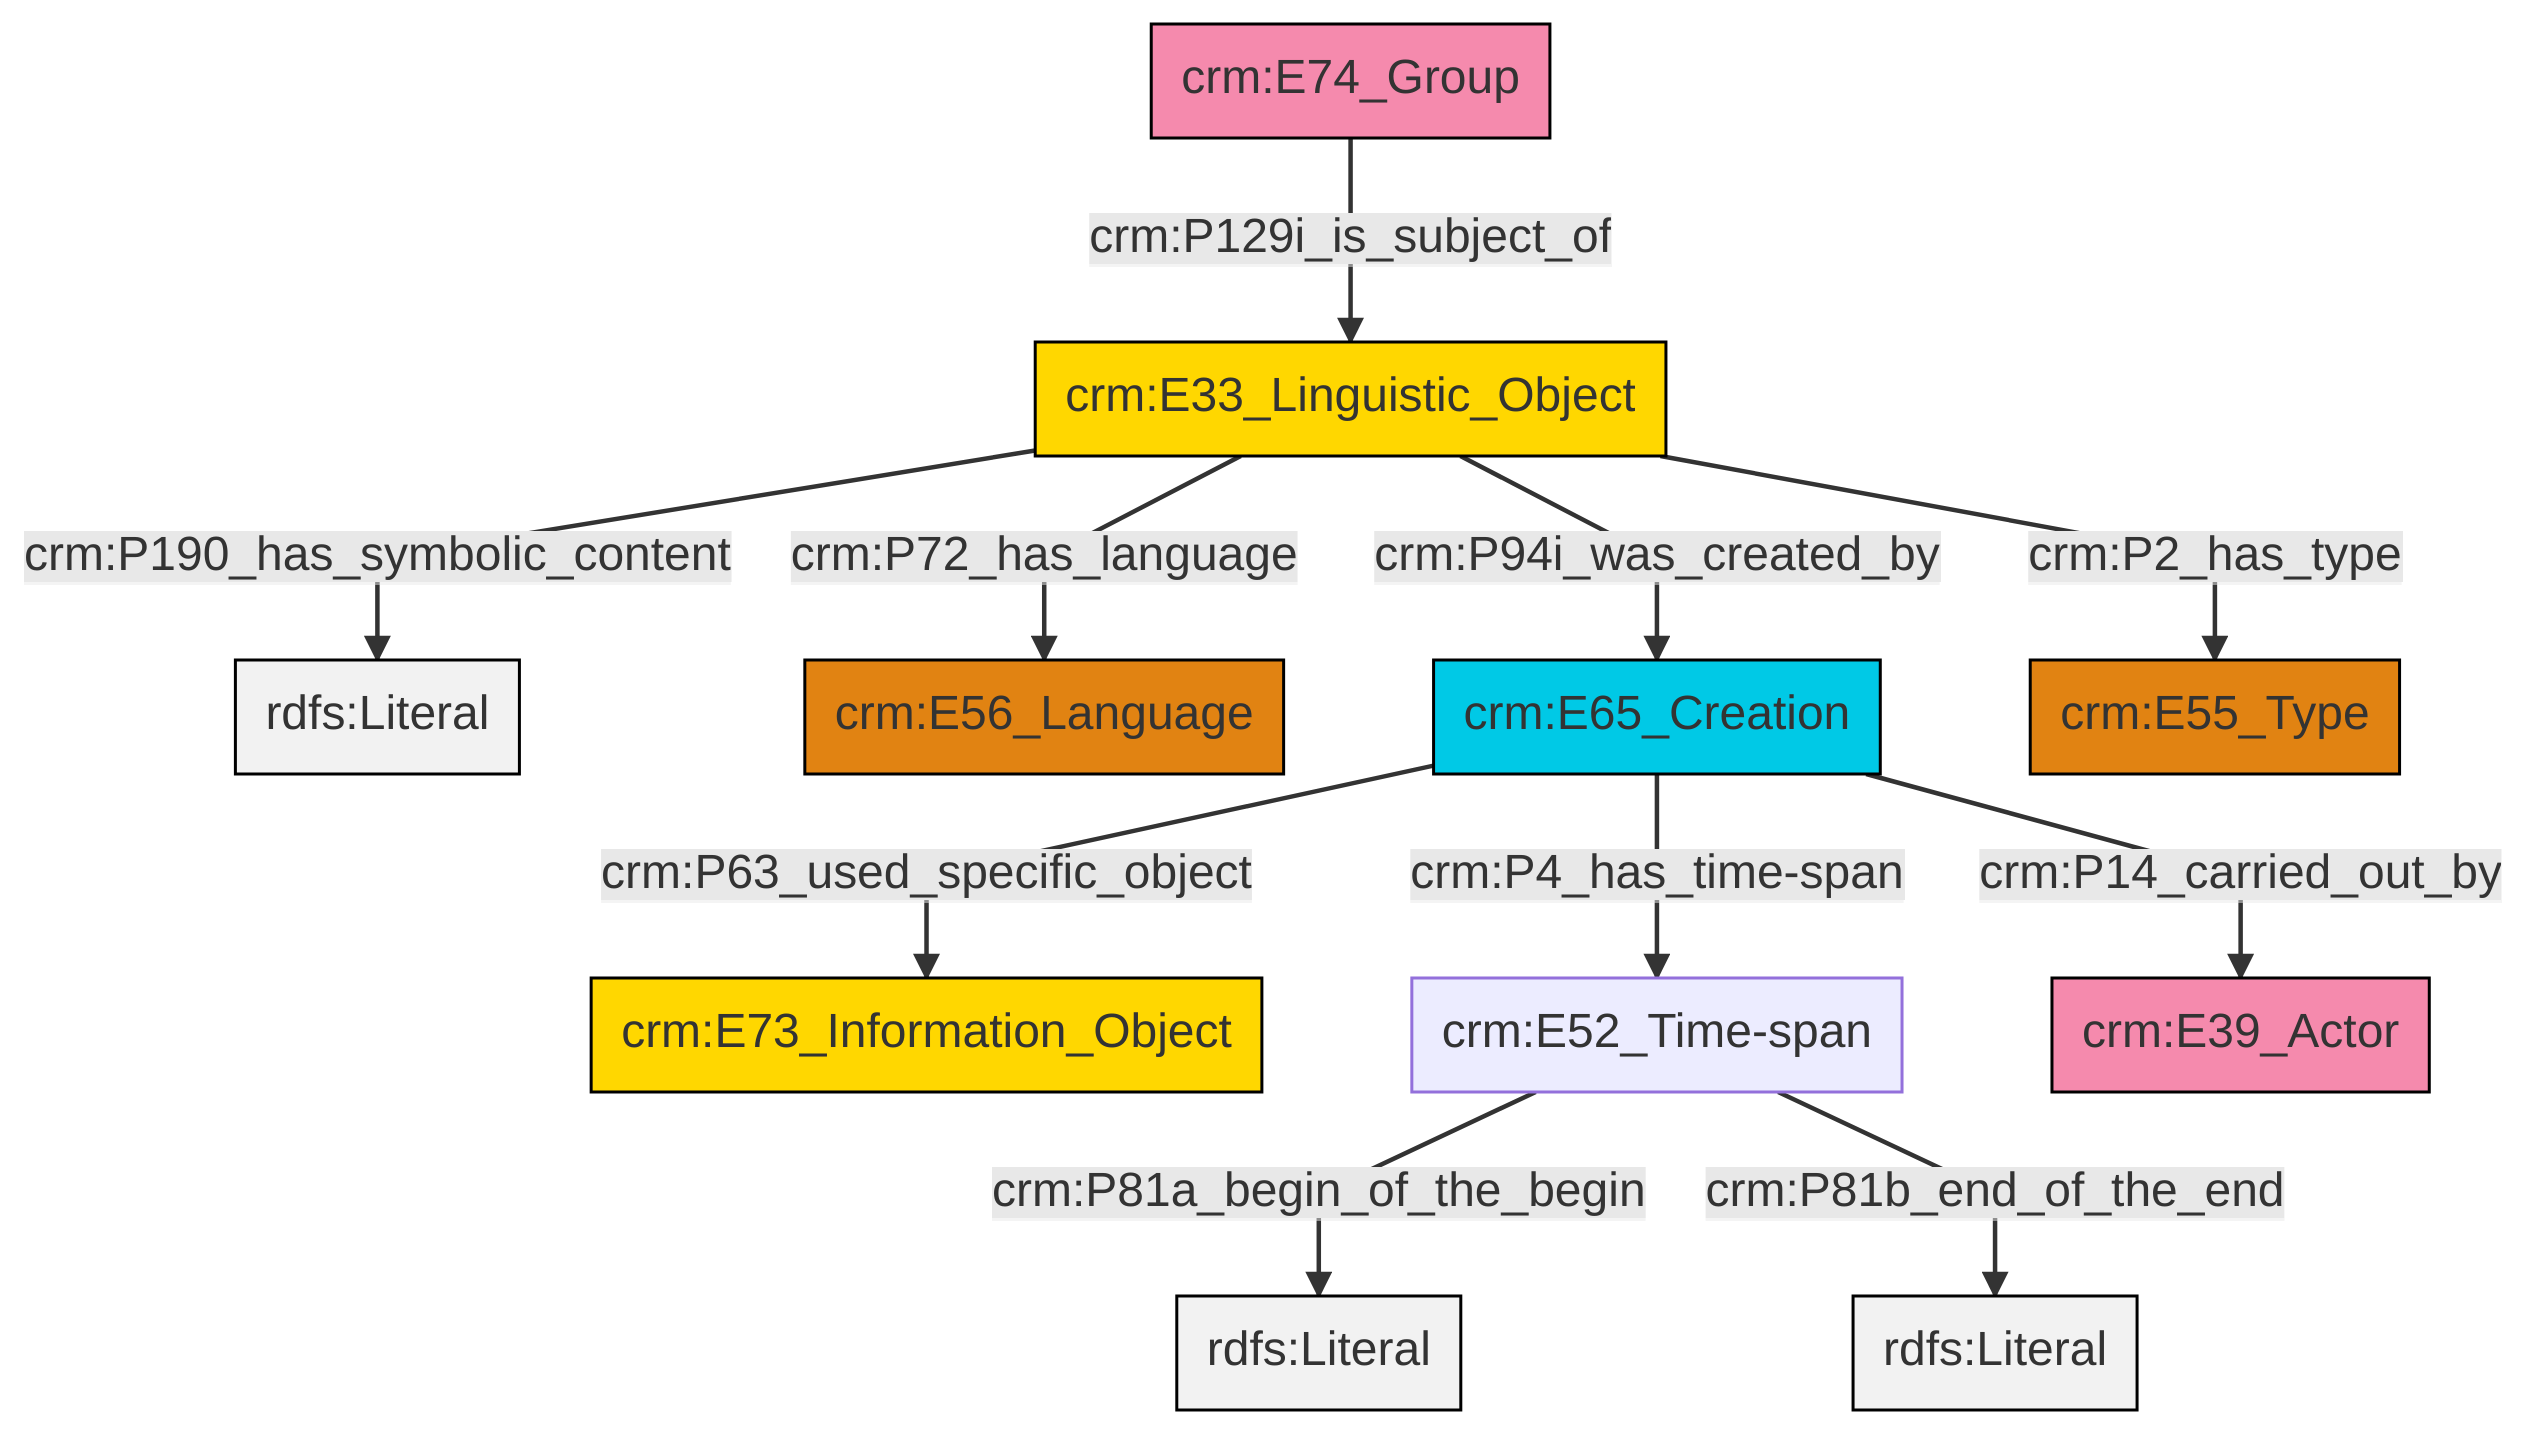 crm:E74_Group
crm:P129i_is_subject_of
crm:E33_Linguistic_Object
crm:P190_has_symbolic_content
crm:P72_has_language
crm:P94i_was_created_by
crm:P2_has_type
rdfs:Literal
crm:E56_Language
crm:E65_Creation
crm:E55_Type
crm:P63_used_specific_object
crm:P4_has_time-span
crm:P14_carried_out_by
crm:E73_Information_Object
crm:E52_Time-span
crm:E39_Actor
crm:P81a_begin_of_the_begin
crm:P81b_end_of_the_end
rdfs:Literal
rdfs:Literal